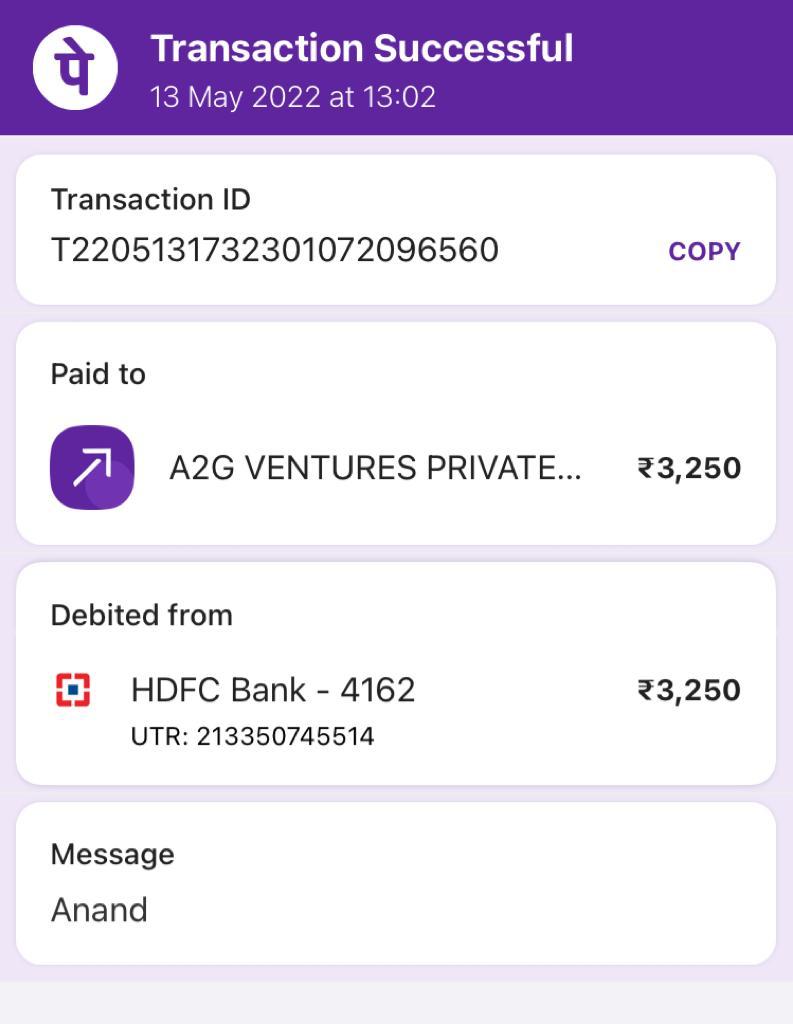 पे
Transaction Successful
13 May 2022 at 13:02
Transaction ID
T2205131732301072096560
COPY
Paid to
A2G VENTURES PRIVATE...
₹3,250
Debited from
HDFC Bank - 4162
₹3,250
UTR: 213350745514
Message
Anand